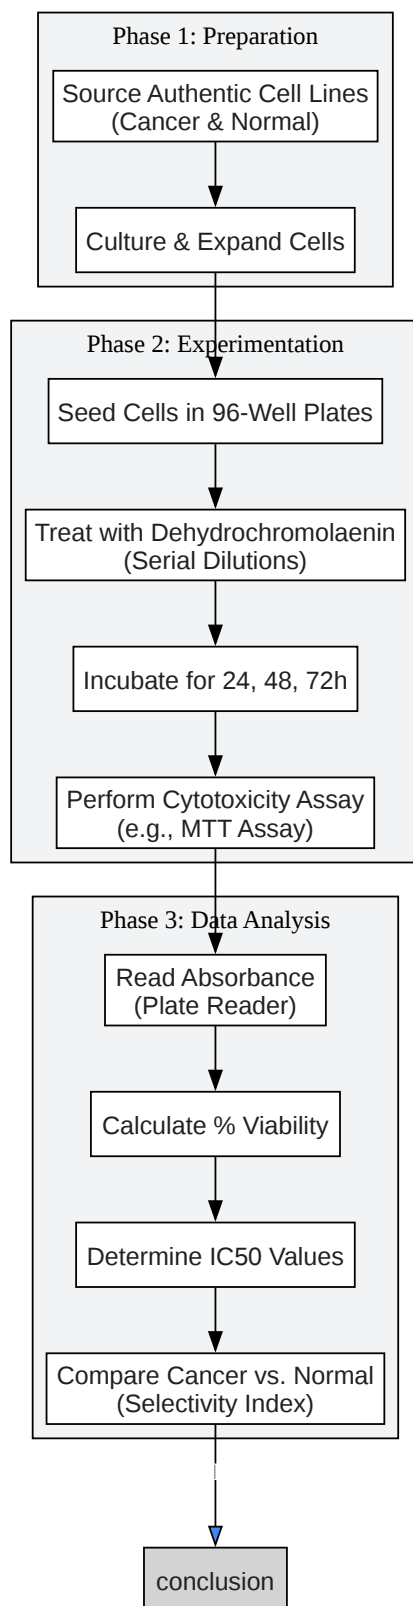 Phase 1: Preparation
Source Authentic Cell Lines
(Cancer & Normal)
Culture & Expand Cells
Phase 2: Experimentation
Seed Cells in 96-Well Plates
Treat with Dehydrochromolaenin
(Serial Dilutions)
Incubate for 24, 48, 72h
Perform Cytotoxicity Assay
(e.g., MTT Assay)
Phase 3: Data Analysis
Read Absorbance
(Plate Reader)
Calculate % Viability
Determine IC50 Values
Compare Cancer vs. Normal
(Selectivity Index)
conclusion